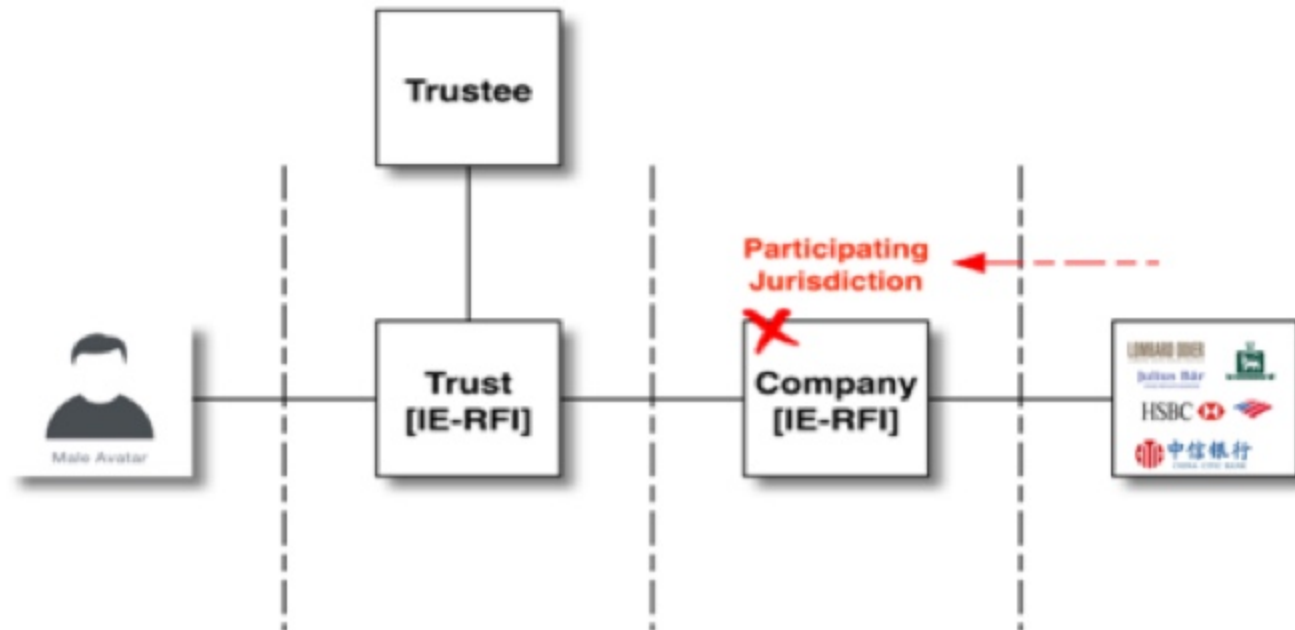 Trustee
Participating
Jurisdiction
Trust
[IE-RFI]
Company
[IE-RFI]
Male Avatar
LOMBARD ODIER
Julius Bär
HSBC
中信银行
CHINA CITIC BANK